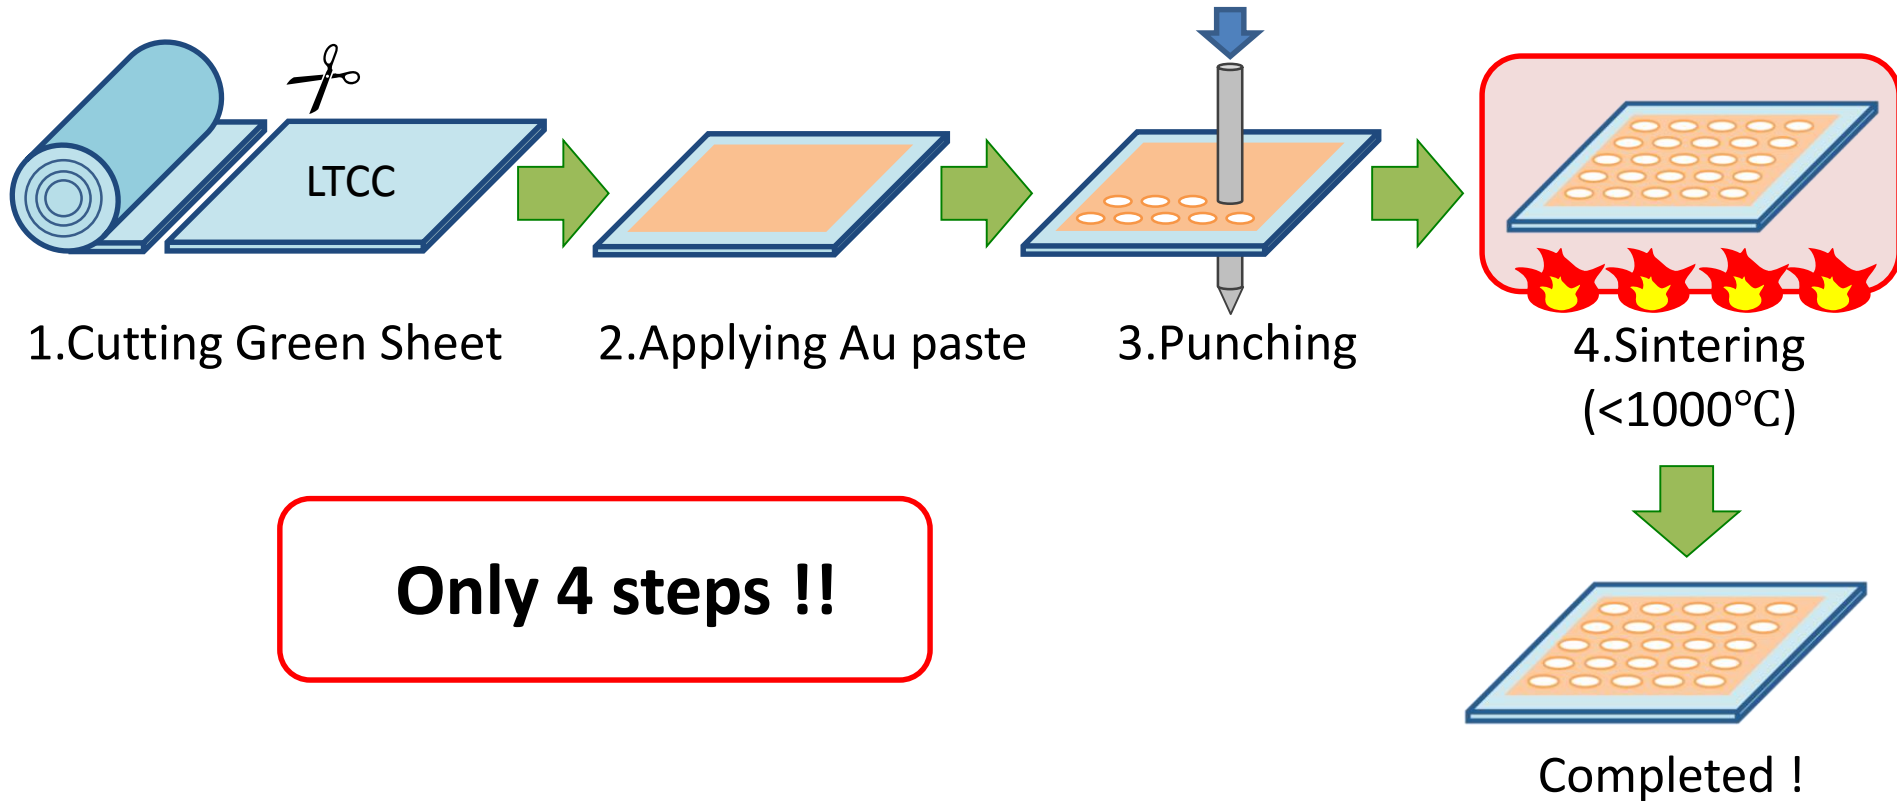 LTCC
1.Cutting Green Sheet
2.Applying Au paste
3.Punching
4.Sintering
(<1000℃)
Only 4 steps !!
Completed !